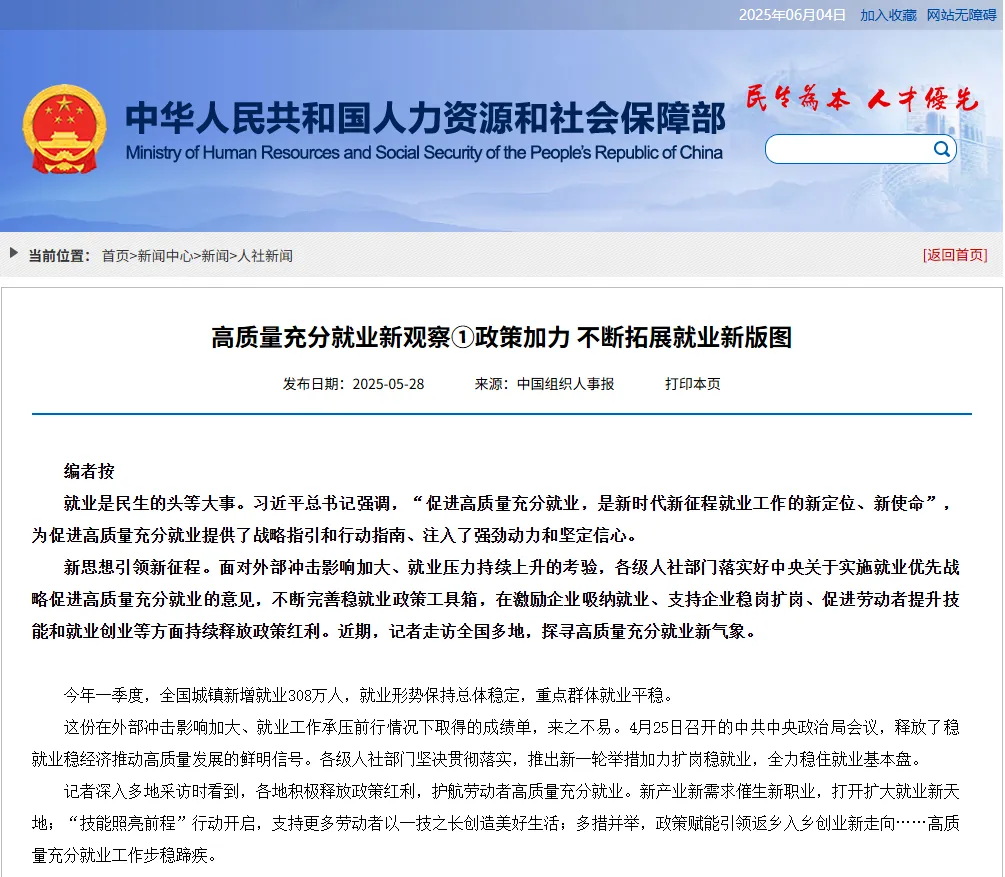 2025年06月04日 加入收藏 网站无障碍
民生為本 人才優先
中华人民共和国人力资源和社会保障部
Ministry of Human Resources and Social Security of the People's Republic of China
当前位置： 首页>新闻中心>新闻>人社新闻 [返回首页]
高质量充分就业新观察①政策加力 不断拓展就业新版图
发布日期：2025-05-28 来源：中国组织人事报 打印本页
编者按
就业是民生的头等大事。习近平总书记强调，“促进高质量充分就业，是新时代新征程就业工作的新定位、新使命”，
为促进高质量充分就业提供了战略指引和行动指南、注入了强劲动力和坚定信心。
新思想引领新征程。面对外部冲击影响加大、就业压力持续上升的考验，各级人社部门落实好中央关于实施就业优先战
略促进高质量充分就业的意见，不断完善稳就业政策工具箱，在激励企业吸纳就业、支持企业稳岗扩岗、促进劳动者提升技
能和就业创业等方面持续释放政策红利。近期，记者走访全国多地，探寻高质量充分就业新气象。
今年一季度，全国城镇新增就业308万人，就业形势保持总体稳定，重点群体就业平稳。
这份在外部冲击影响加大、就业工作承压前行情况下取得的成绩单，来之不易。4月25日召开的中共中央政治局会议，释放了稳
就业稳经济推动高质量发展的鲜明信号。各级人社部门坚决贯彻落实，推出新一轮举措加力扩岗稳就业，全力稳住就业基本盘。
记者深入多地采访时看到，各地积极释放政策红利，护航劳动者高质量充分就业。新产业新需求催生新职业，打开扩大就业新天
地；“技能照亮前程”行动开启，支持更多劳动者以一技之长创造美好生活；多措并举，政策赋能引领返乡入乡创业新走向……高质
量充分就业工作步稳蹄疾。